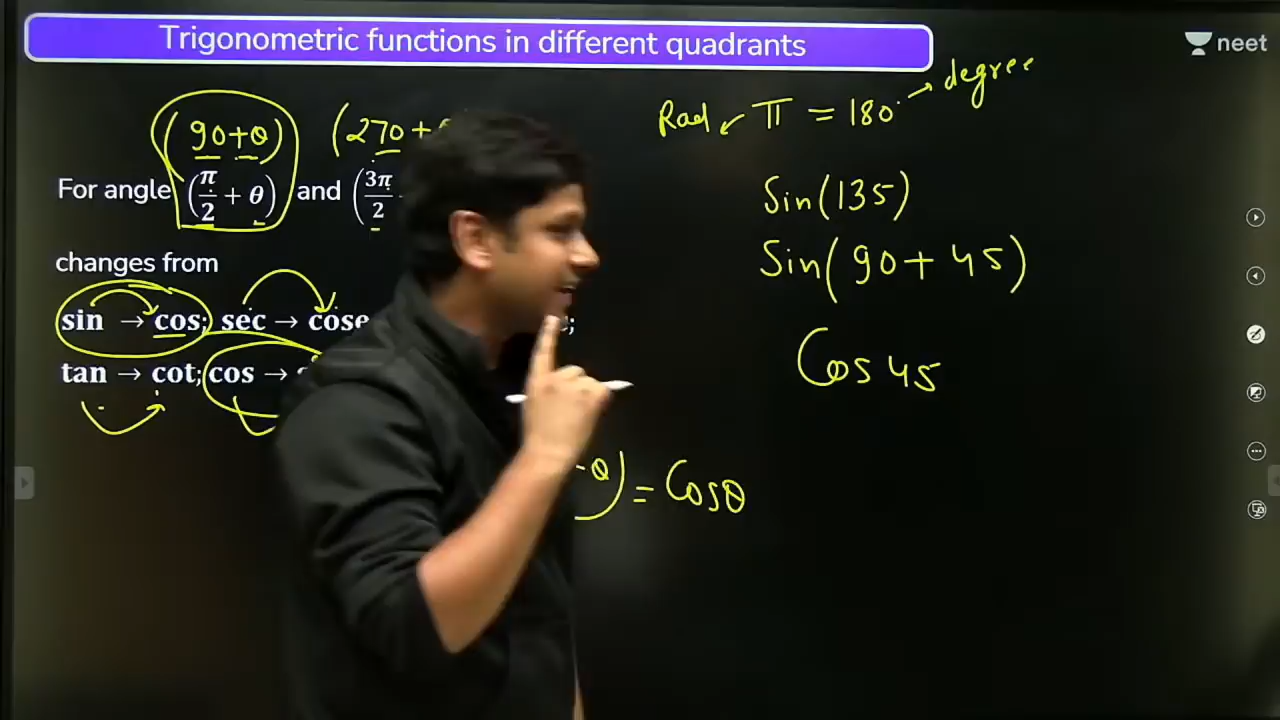 Trigonometric functions in different quadrants
neet
Rad ↙ π = 180° → degree
(90+θ) (270+
For angle (π/2 + θ) and (3π/2
changes from
sin → cos; sec → cose
tan → cot; cos →
Sin(135)
Sin(90+45)
Cos 45
-θ) = Cosθ